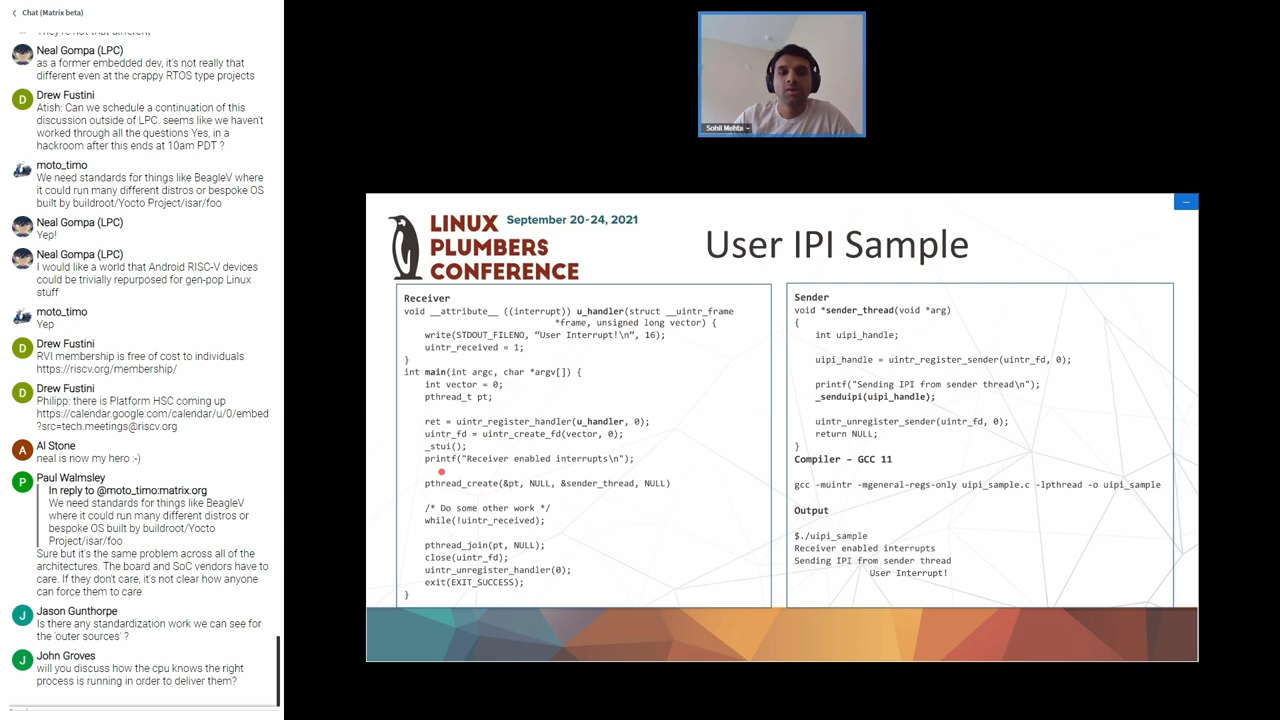 Chat (Matrix beta)
They're not that different
Neal Gompa (LPC)
as a former embedded dev, it's not really that
different even at the crappy RTOS type projects
D
Drew Fustini
Atish: Can we schedule a continuation of this
discussion outside of LPC. seems like we haven't
worked through all the questions Yes, in a
hackroom after this ends at 10am PDT ?
moto_timo
We need standards for things like BeagleV where
it could run many different distros or bespoke OS
built by buildroot/Yocto Project/isar/foo
Neal Gompa (LPC)
Yep!
Neal Gompa (LPC)
I would like a world that Android RISC-V devices
could be trivially repurposed for gen-pop Linux
stuff
moto_timo
Yep
D
Drew Fustini
RVI membership is free of cost to individuals
https://riscv.org/membership/
D
Drew Fustini
Philipp: there is Platform HSC coming up
https://calendar.google.com/calendar/u/0/embed
?src=tech.meetings@riscv.org
A
Al Stone
neal is now my hero :-)
P
Paul Walmsley
In reply to @moto_timo:matrix.org
We need standards for things like BeagleV
where it could run many different distros or
bespoke OS built by buildroot/Yocto
Project/isar/foo
Sure but it's the same problem across all of the
architectures. The board and SoC vendors have to
care. If they don't care, it's not clear how anyone
can force them to care
J
Jason Gunthorpe
Is there any standardization work we can see for
the 'outer sources' ?
J
John Groves
will you discuss how the cpu knows the right
process is running in order to deliver them?
Sohil Mehta
LINUX
PLUMBERS
CONFERENCE
September 20-24, 2021
User IPI Sample
Receiver
void __attribute__ ((interrupt)) u_handler(struct __uintr_frame
*frame, unsigned long vector) {
write(STDOUT_FILENO, “User Interrupt!\n”, 16);
uintr_received = 1;
}
int main(int argc, char *argv[]) {
int vector = 0;
pthread_t pt;
ret = uintr_register_handler(u_handler, 0);
uintr_fd = uintr_create_fd(vector, 0);
_stui();
printf("Receiver enabled interrupts\n");
pthread_create(&pt, NULL, &sender_thread, NULL)
/* Do some other work */
while(!uintr_received);
pthread_join(pt, NULL);
close(uintr_fd);
uintr_unregister_handler(0);
exit(EXIT_SUCCESS);
}
Sender
void *sender_thread(void *arg)
{
int uipi_handle;
uipi_handle = uintr_register_sender(uintr_fd, 0);
printf("Sending IPI from sender thread\n");
_senduipi(uipi_handle);
uintr_unregister_sender(uintr_fd, 0);
return NULL;
}
Compiler – GCC 11
gcc -muintr -mgeneral-regs-only uipi_sample.c -lpthread -o uipi_sample
Output
$./uipi_sample
Receiver enabled interrupts
Sending IPI from sender thread
User Interrupt!